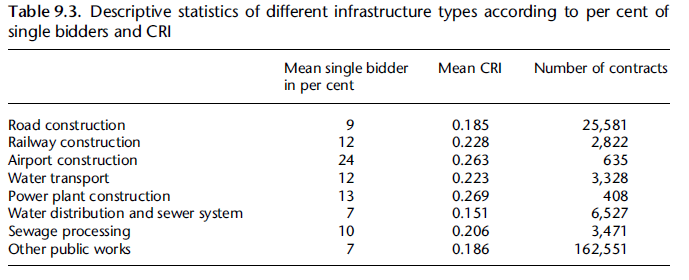 Table 9.3. Descriptive statistics of different infrastructure types according to per cent of
single bidders and CRI
Mean single bidder in per cent Mean CRI Number of contracts
Road construction 9 0.185 25,581
Railway construction 12 0.228 2,822
Airport construction 24 0.263 635
Water transport 12 0.223 3,328
Power plant construction 13 0.269 408
Water distribution and sewer system 7 0.151 6,527
Sewage processing 10 0.206 3,471
Other public works 7 0.186 162,551